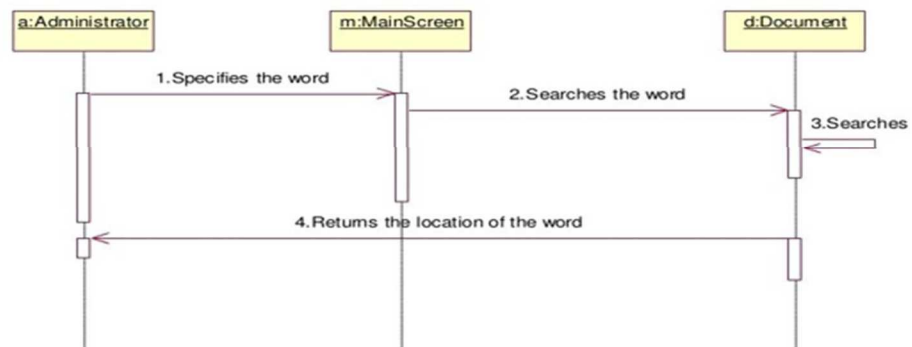 a:Administrator
m:MainScreen
d:Document
1.Specifies the word
2.Searches the word
3.Searches
4.Returns the location of the word